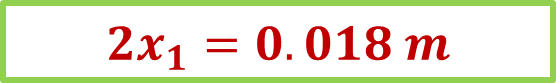 2x₁ = 0.018 m